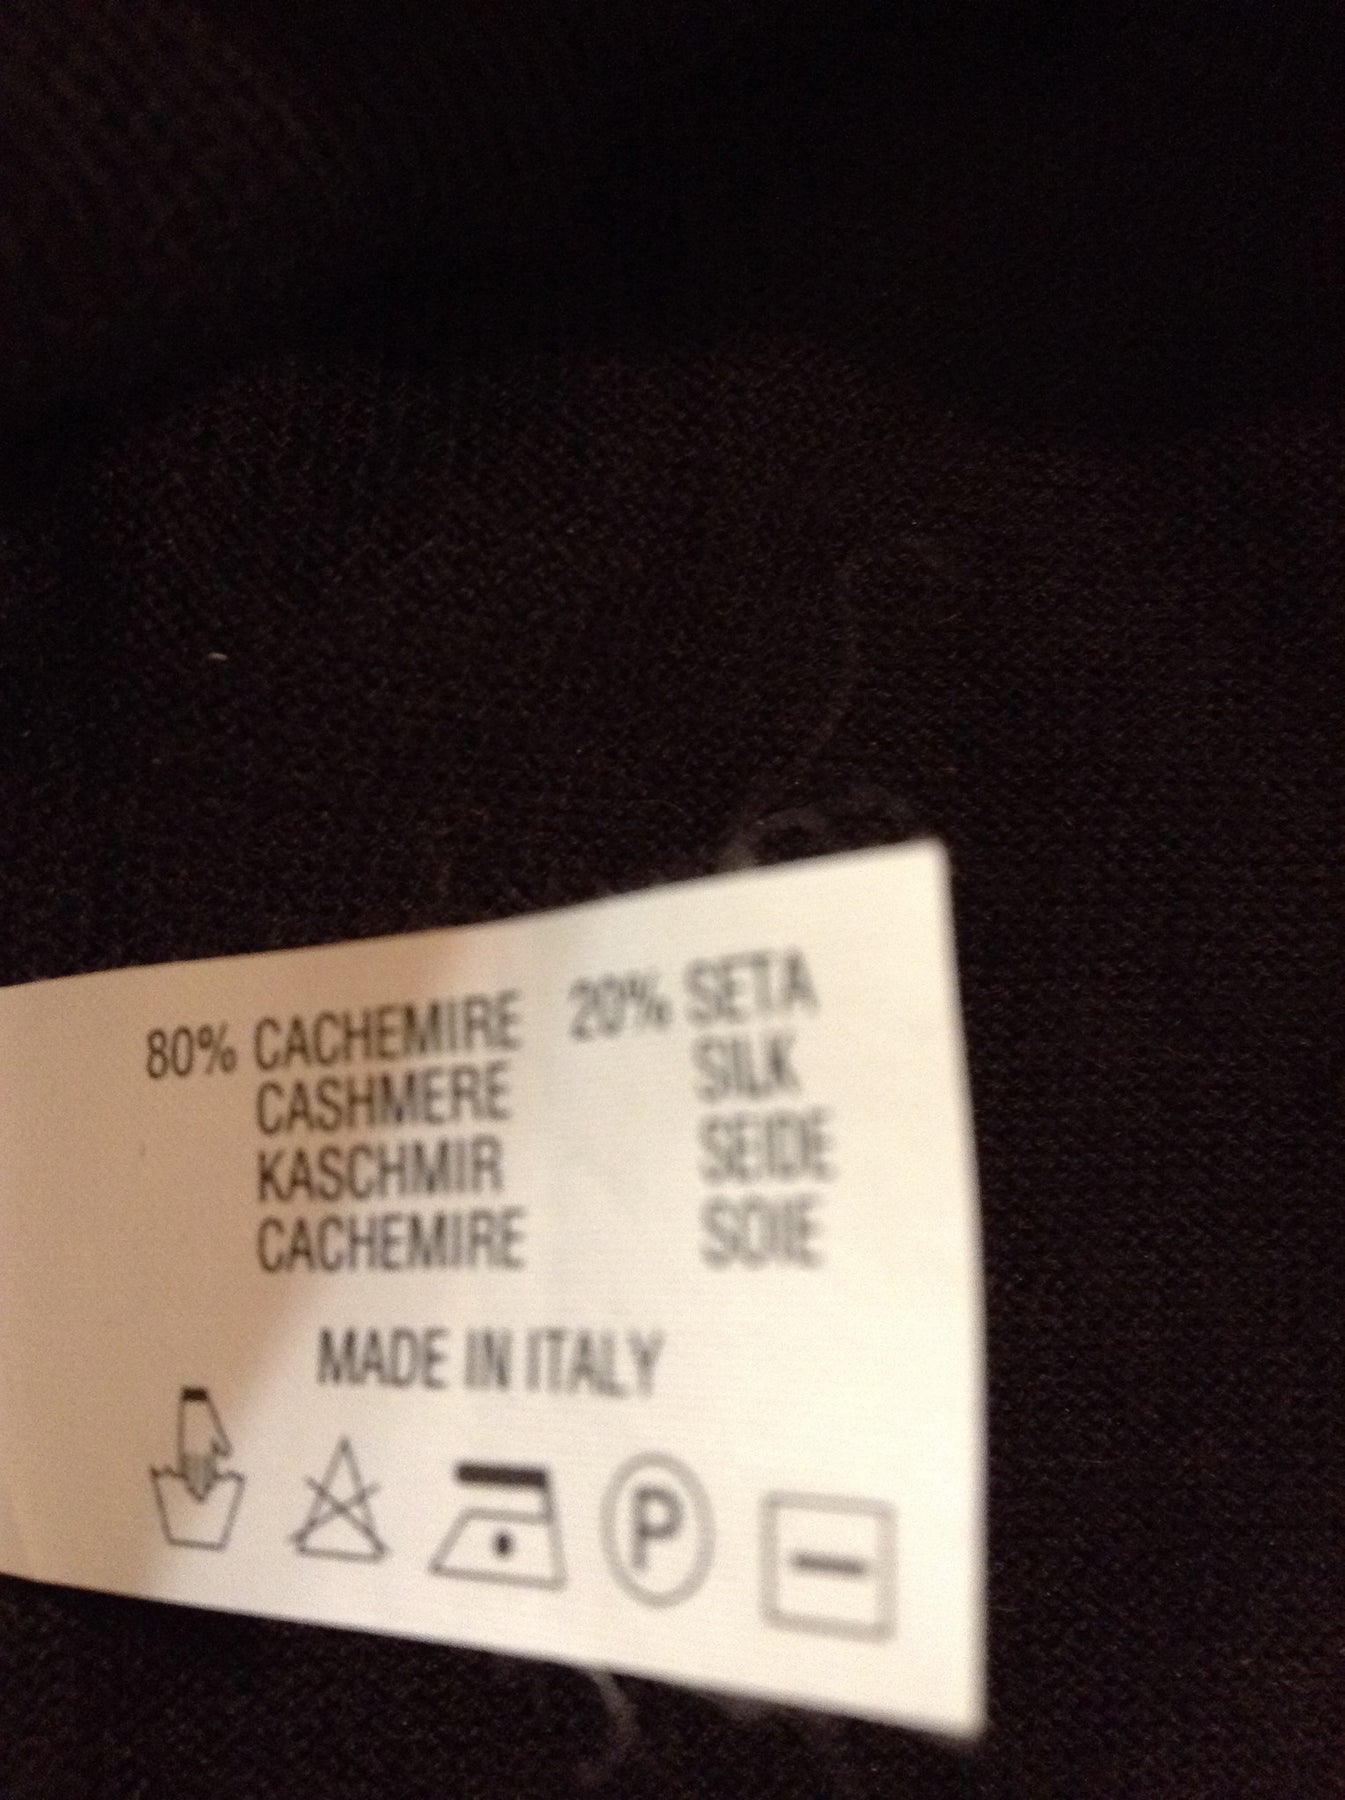 80% CACHEMIRE 20% SETA
CASHMERE SILK
KASCHMIR SEIDE
CACHEMIRE SOIE
MADE IN ITALY
P